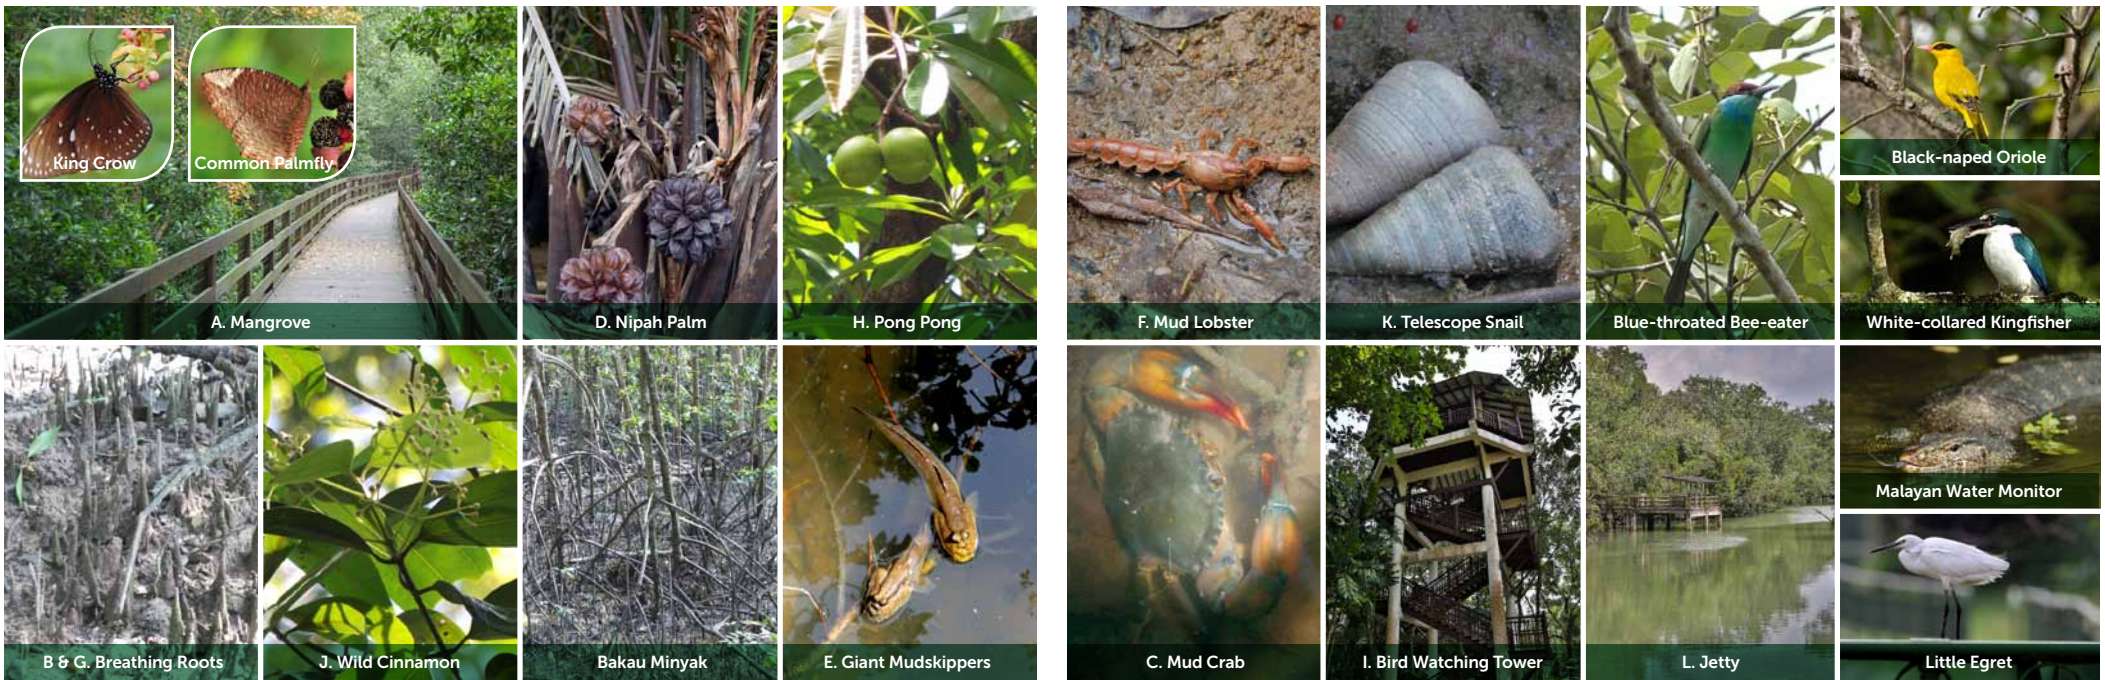 King Crow
Common Palmfly
A. Mangrove
D. Nipah Palm
H. Pong Pong
B & G. Breathing Roots
J. Wild Cinnamon
Bakau Minyak
E. Giant Mudskippers
F. Mud Lobster
K. Telescope Snail
Blue-throated Bee-eater
Black-naped Oriole
White-collared Kingfisher
C. Mud Crab
I. Bird Watching Tower
L. Jetty
Malayan Water Monitor
Little Egret